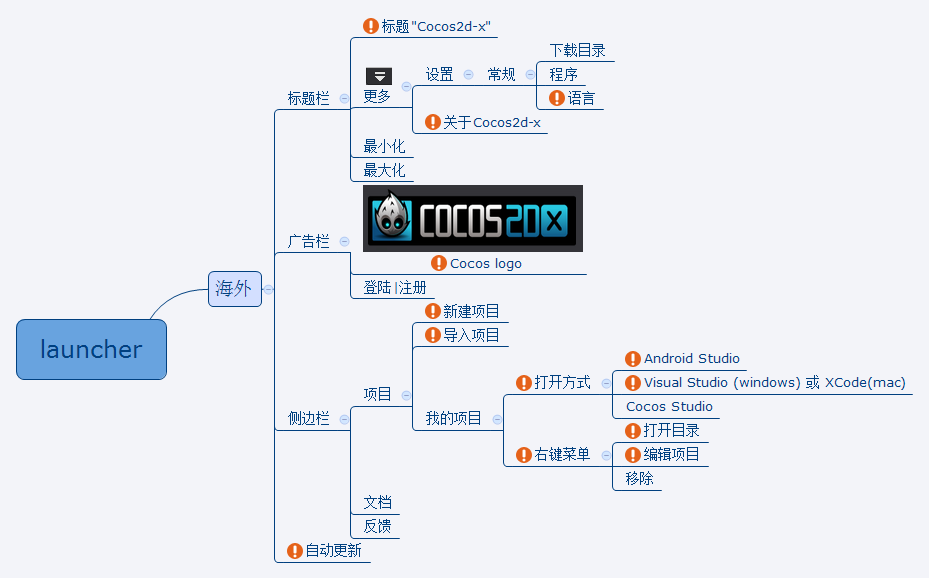 launcher
海外
标题栏
标题"Cocos2d-x"
更多
设置
常规
下载目录
程序
语言
关于Cocos2d-x
最小化
最大化
广告栏
COCOS2DX
Cocos logo
登陆|注册
侧边栏
项目
新建项目
导入项目
我的项目
打开方式
Android Studio
Visual Studio (windows) 或 XCode(mac)
Cocos Studio
右键菜单
打开目录
编辑项目
移除
文档
反馈
自动更新